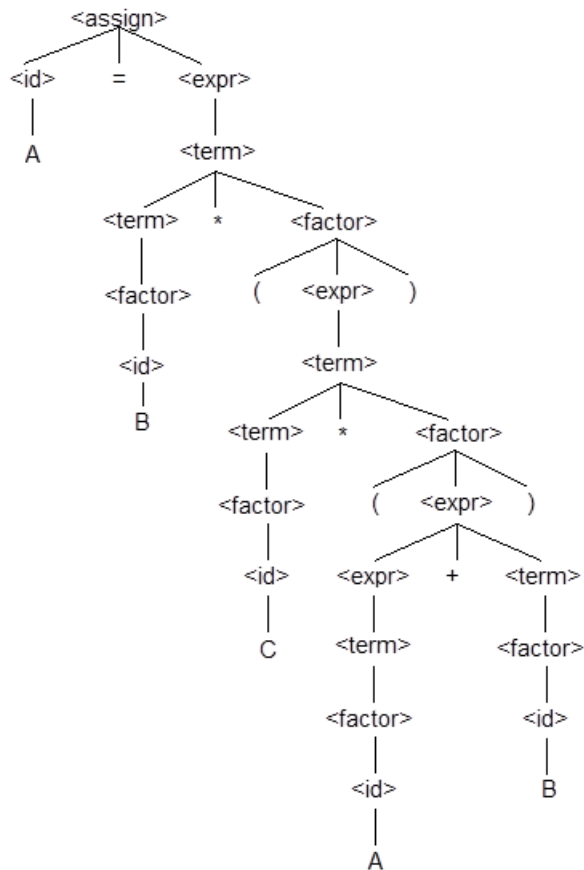 <assign>
<id> = <expr>
A
<term>
<term> * <factor>
<factor> ( <expr> )
<id> <term>
B
<term> * <factor>
<factor> ( <expr> )
<id> <expr> + <term>
C <term> <factor>
<factor> <id>
<id> B
A